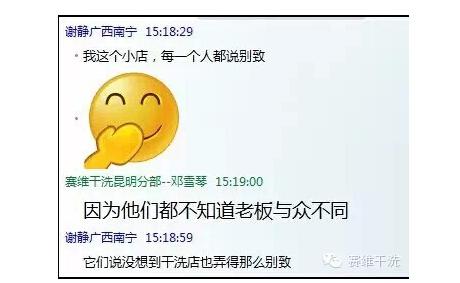 谢静广西南宁 15:18:29
我这个小店，每一个人都说别致
赛维干洗昆明分部--邓雪琴 15:19:00
因为他们都不知道老板与众不同
谢静广西南宁 15:18:59
它们说没想到干洗店也弄得那么别致
赛维干洗